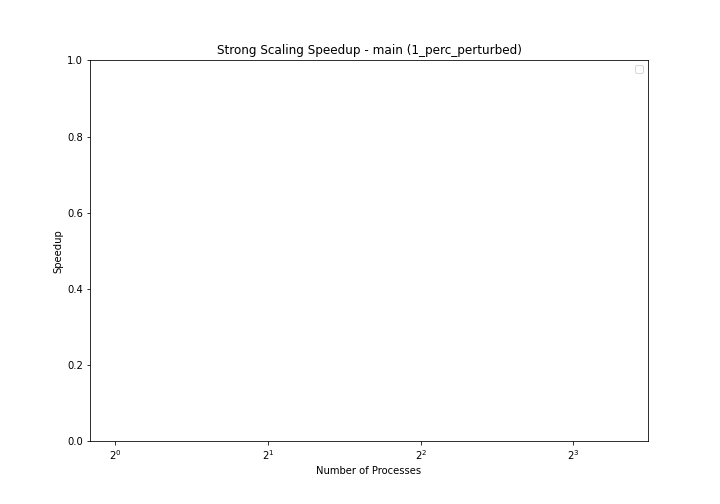 Strong Scaling Speedup - main (1_perc_perturbed)
1.0
0.8
0.6
0.4
0.2
0.0
Speedup
2⁰ 2¹ 2² 2³
Number of Processes